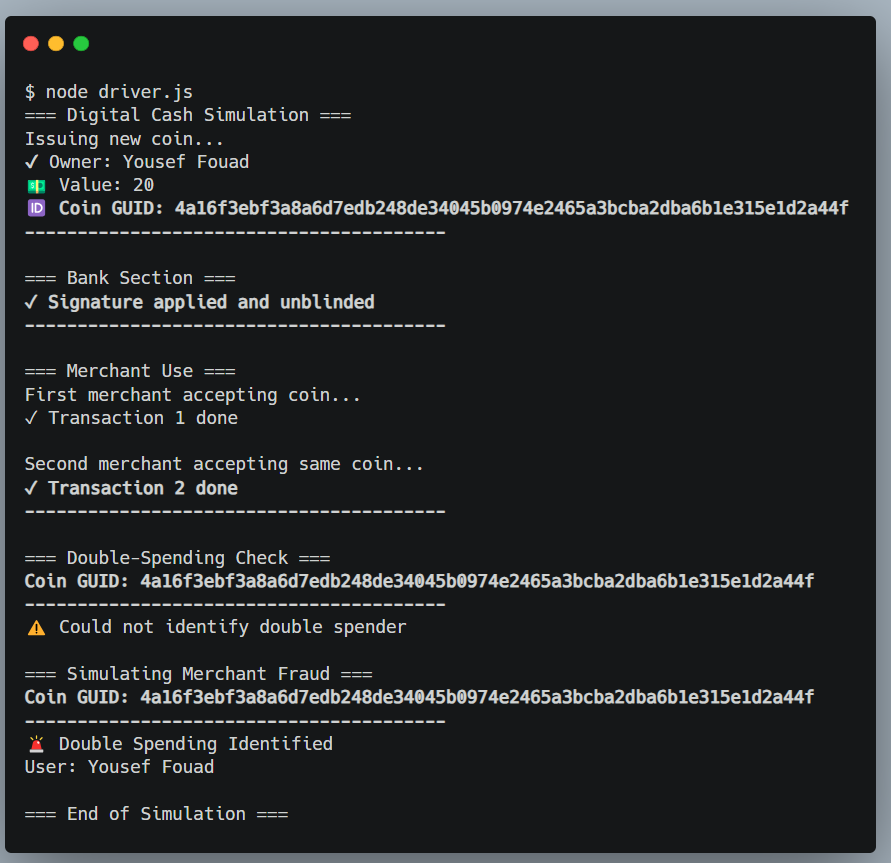 $ node driver.js
=== Digital Cash Simulation ===
Issuing new coin...
✓ Owner: Yousef Fouad
💵 Value: 20
🆔 Coin GUID: 4a16f3ebf3a8a6d7edb248de34045b0974e2465a3bcba2dba6b1e315e1d2a44f
----------------------------------------
=== Bank Section ===
✓ Signature applied and unblinded
----------------------------------------
=== Merchant Use ===
First merchant accepting coin...
✓ Transaction 1 done
Second merchant accepting same coin...
✓ Transaction 2 done
----------------------------------------
=== Double-Spending Check ===
Coin GUID: 4a16f3ebf3a8a6d7edb248de34045b0974e2465a3bcba2dba6b1e315e1d2a44f
----------------------------------------
⚠️ Could not identify double spender
=== Simulating Merchant Fraud ===
Coin GUID: 4a16f3ebf3a8a6d7edb248de34045b0974e2465a3bcba2dba6b1e315e1d2a44f
----------------------------------------
🚨 Double Spending Identified
User: Yousef Fouad
=== End of Simulation ===